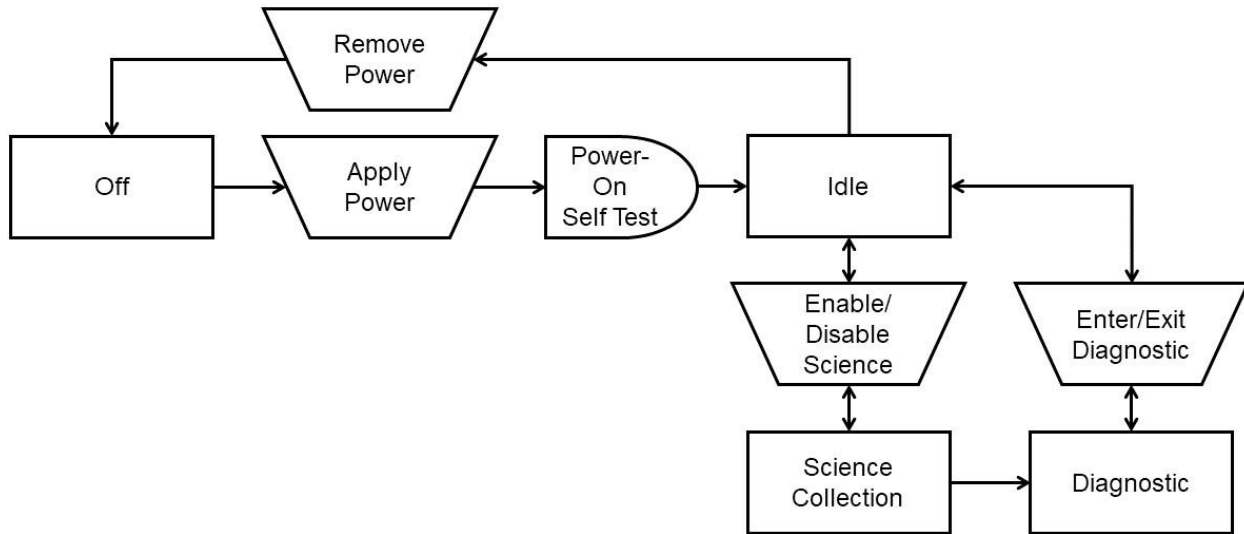 Remove
Power
Off
Apply
Power
Power-
On
Self Test
Idle
Enable/
Disable
Science
Enter/Exit
Diagnostic
Science
Collection
Diagnostic